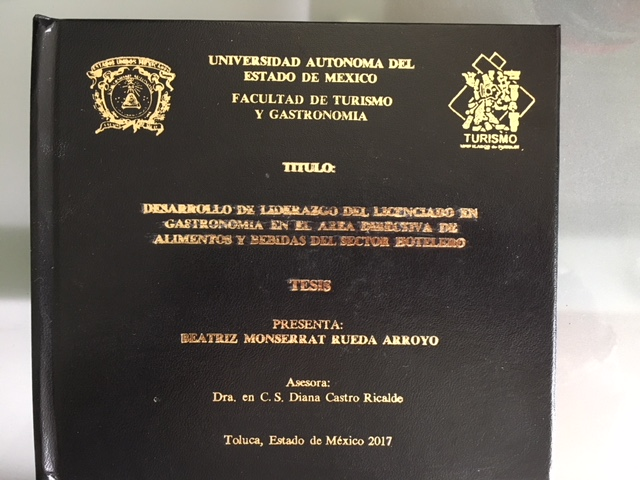 UNIVERSIDAD AUTONOMA DEL
ESTADO DE MEXICO
FACULTAD DE TURISMO
Y GASTRONOMIA
TURISMO
TITULO:
DESARROLLO DE LIDERAZGO DEL LICENCIADO EN
GASTRONOMIA EN EL AREA DIRECTIVA DE
ALIMENTOS Y BEBIDAS DEL SECTOR HOTELERO
TESIS
PRESENTA:
BEATRIZ MONSERRAT RUEDA ARROYO
Asesora:
Dra. en C. S. Diana Castro Ricalde
Toluca, Estado de México 2017